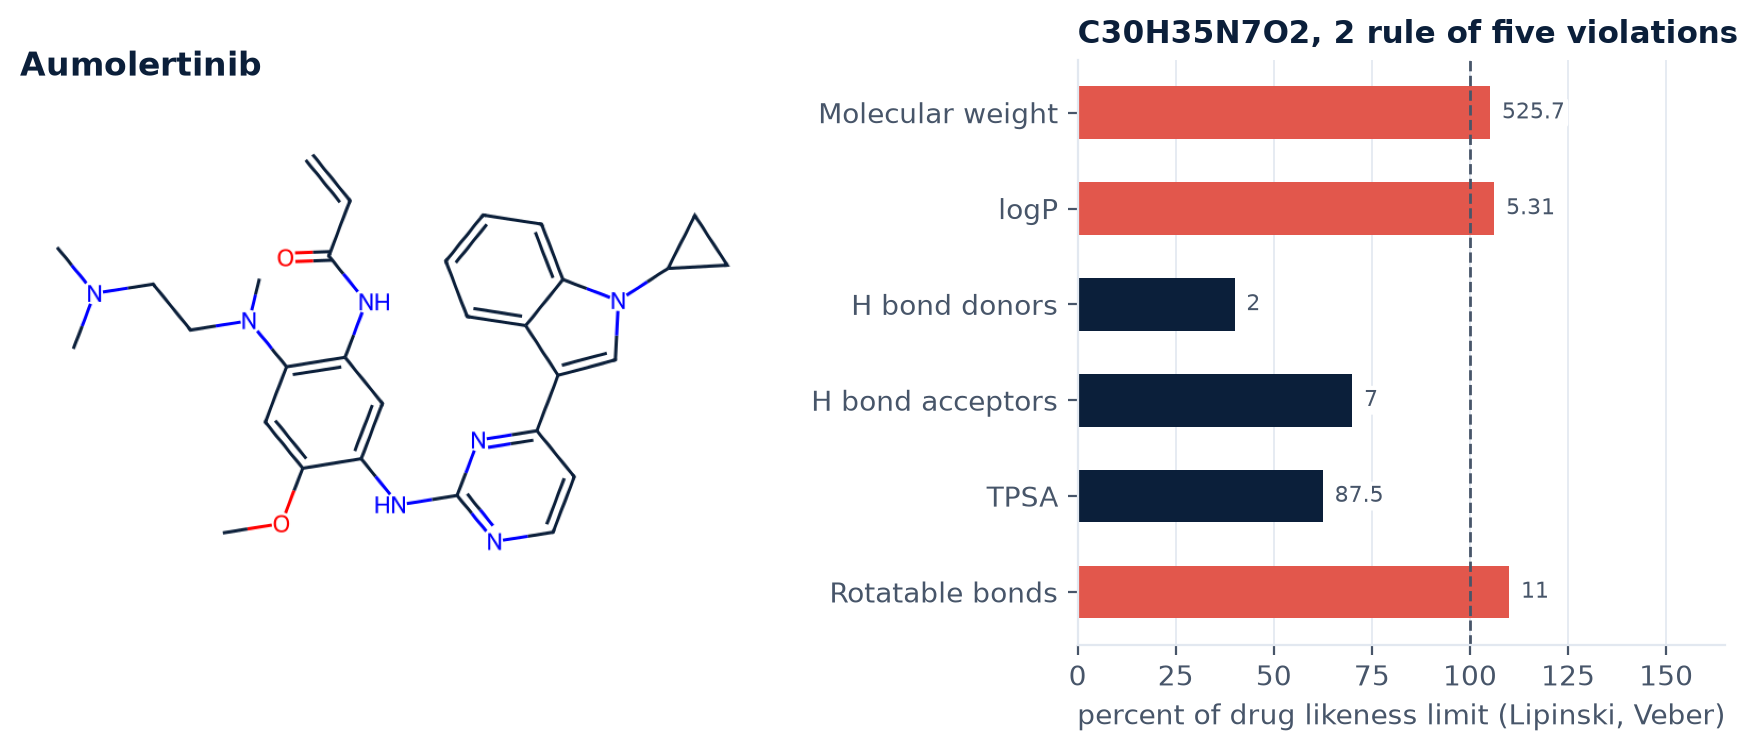 Aumolertinib
O
N
N
NH
N
N
HN
N
O
C30H35N7O2, 2 rule of five violations
Molecular weight
525.7
logP
5.31
H bond donors
2
H bond acceptors
7
TPSA
87.5
Rotatable bonds
11
0 25 50 75 100 125 150
percent of drug likeness limit (Lipinski, Veber)